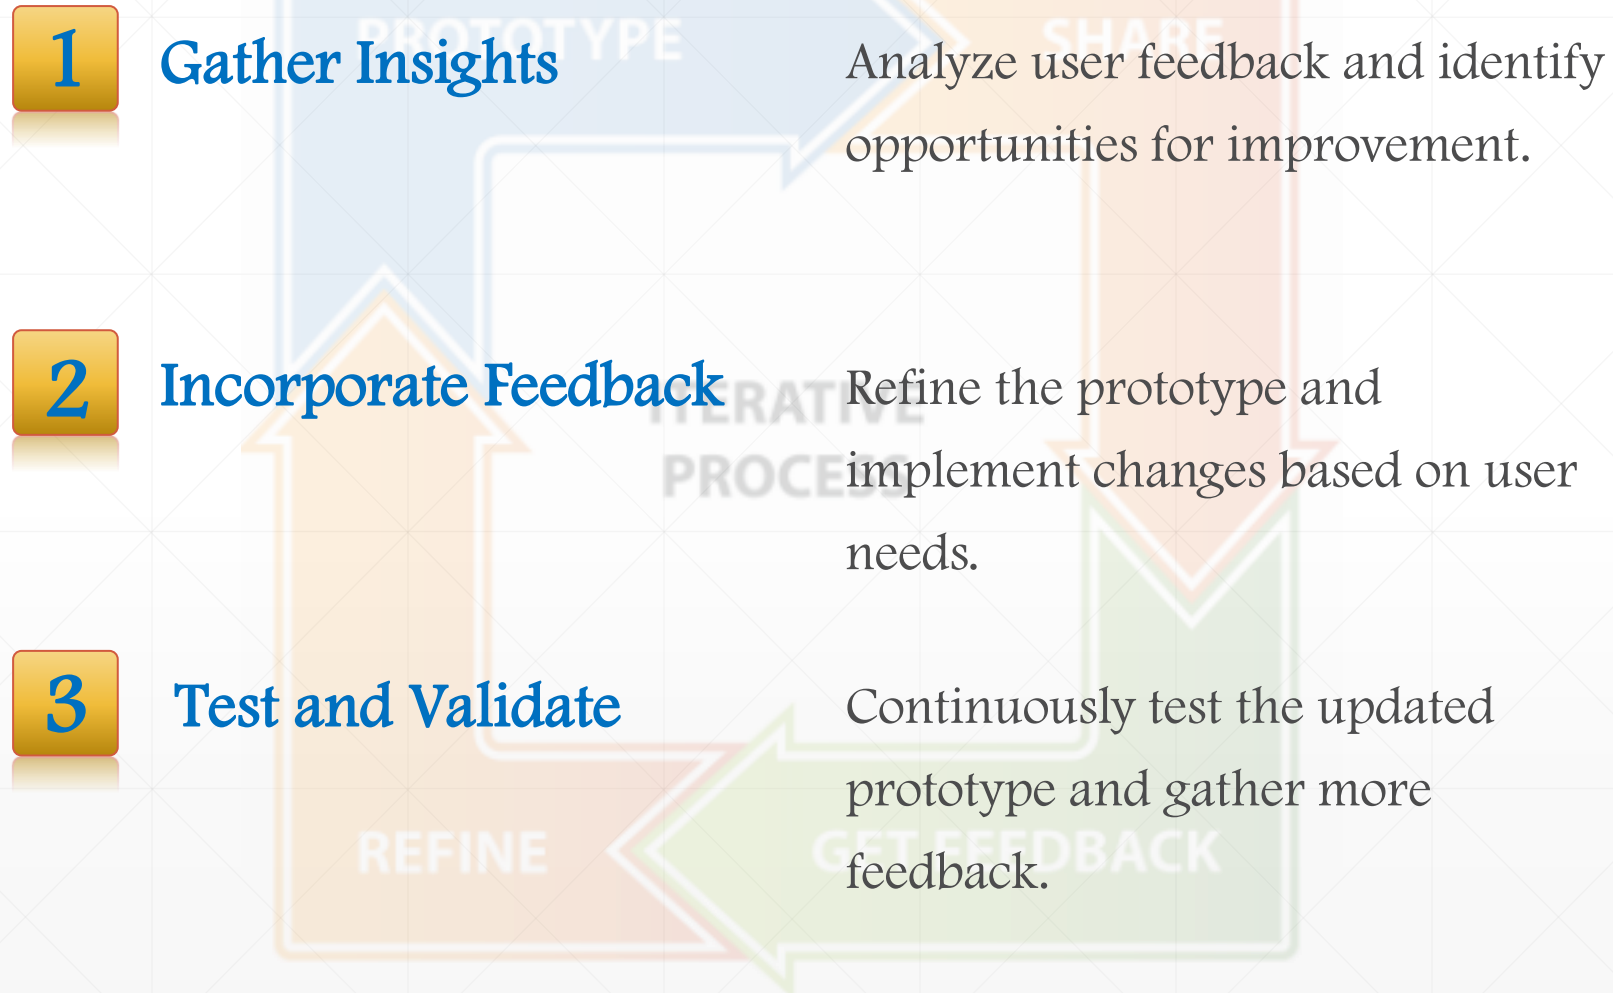 PROTOTYPE
SHARE
1
Gather Insights
Analyze user feedback and identify
opportunities for improvement.
2
Incorporate Feedback
Refine the prototype and
implement changes based on user
needs.
ITERATIVE
PROCESS
3
Test and Validate
Continuously test the updated
prototype and gather more
feedback.
REFINE
GET FEEDBACK